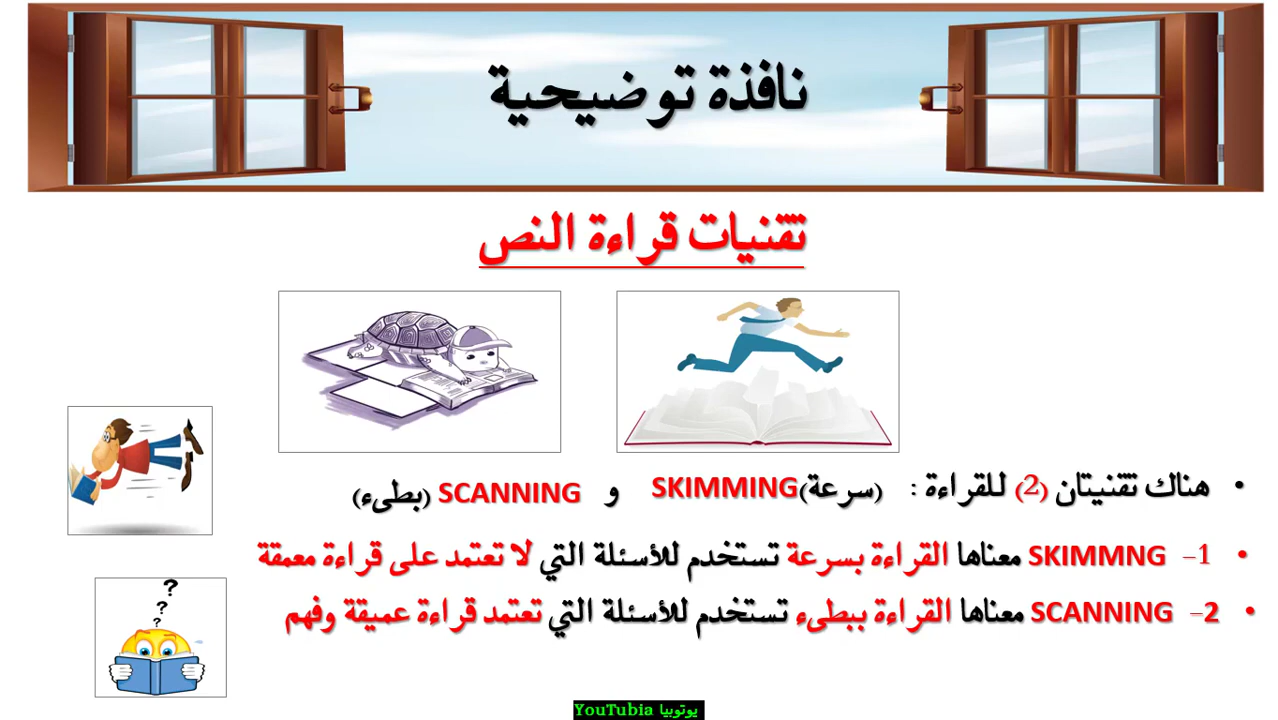 نافذة توضيحية
تقنيات قراءة النص
• هناك تقنيتان (2) للقراءة : SKIMMING(سرعة) و SCANNING (بطىء)
• 1- SKIMMNG معناها القراءة بسرعة تستخدم للأسئلة التي لا تعتمد على قراءة معمقة
• 2- SCANNING معناها القراءة ببطىء تستخدم للأسئلة التي تعتمد قراءة عميقة وفهم
?
?
?
يوتوبيا YouTubia